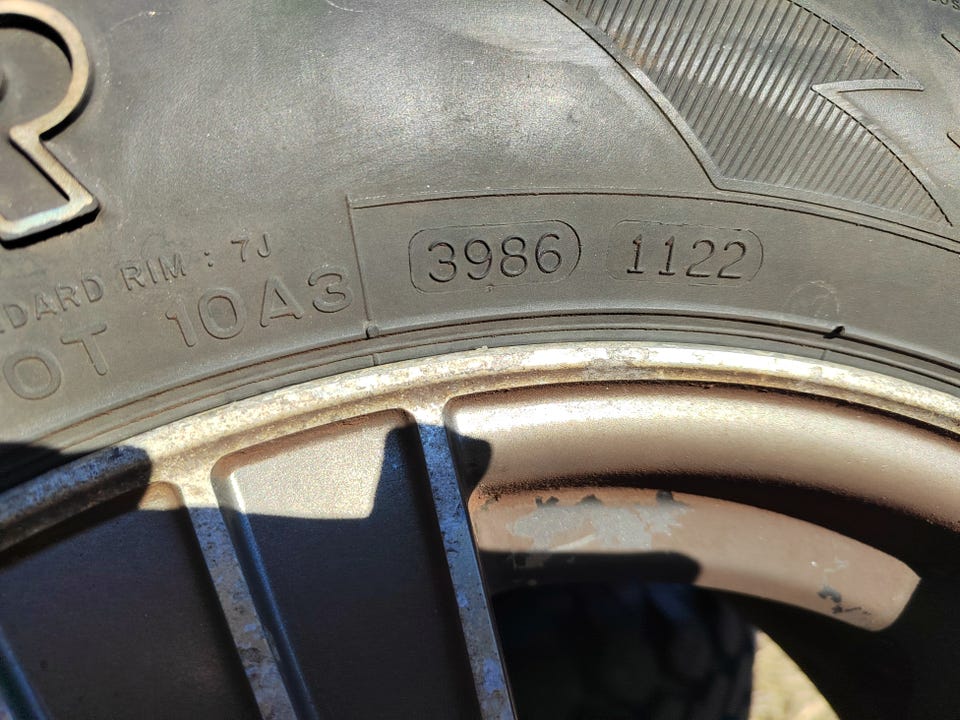 R
DARD RIM : 7J
OT 10A3 3986 1122